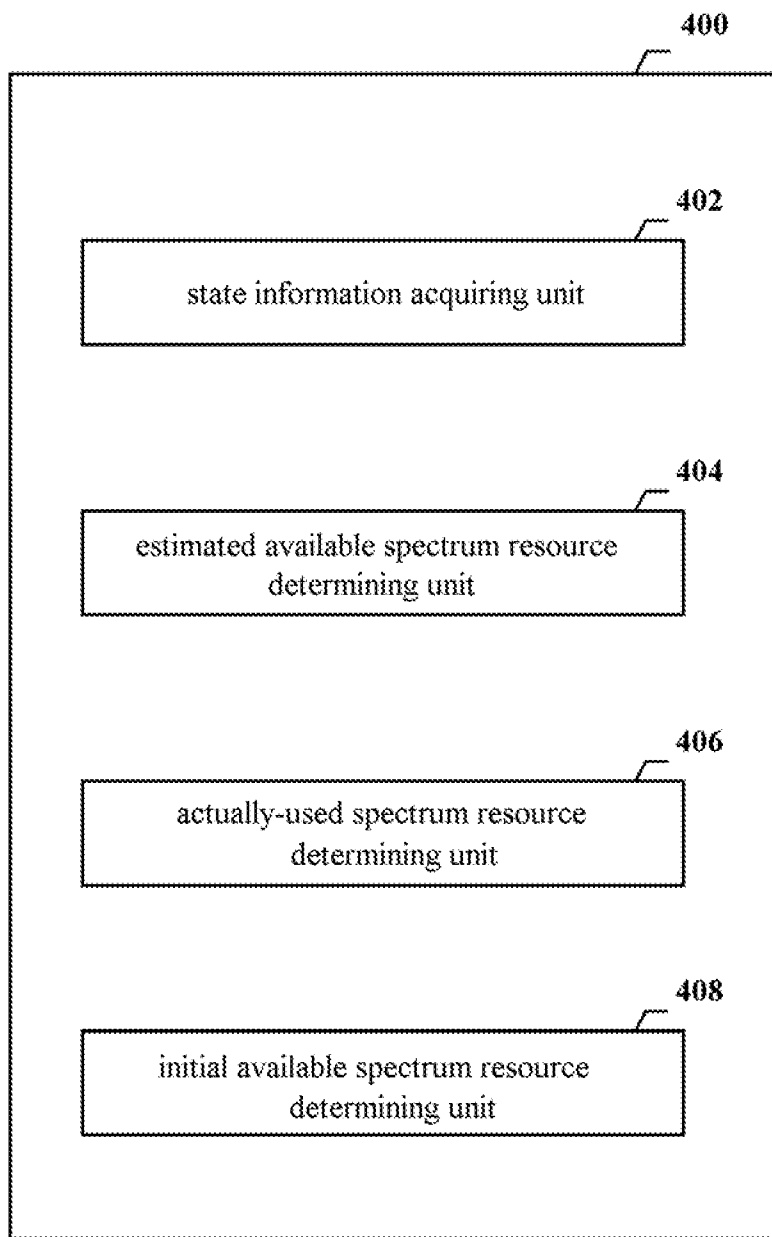 400
402
state information acquiring unit
404
estimated available spectrum resource
determining unit
406
actually-used spectrum resource
determining unit
408
initial available spectrum resource
determining unit